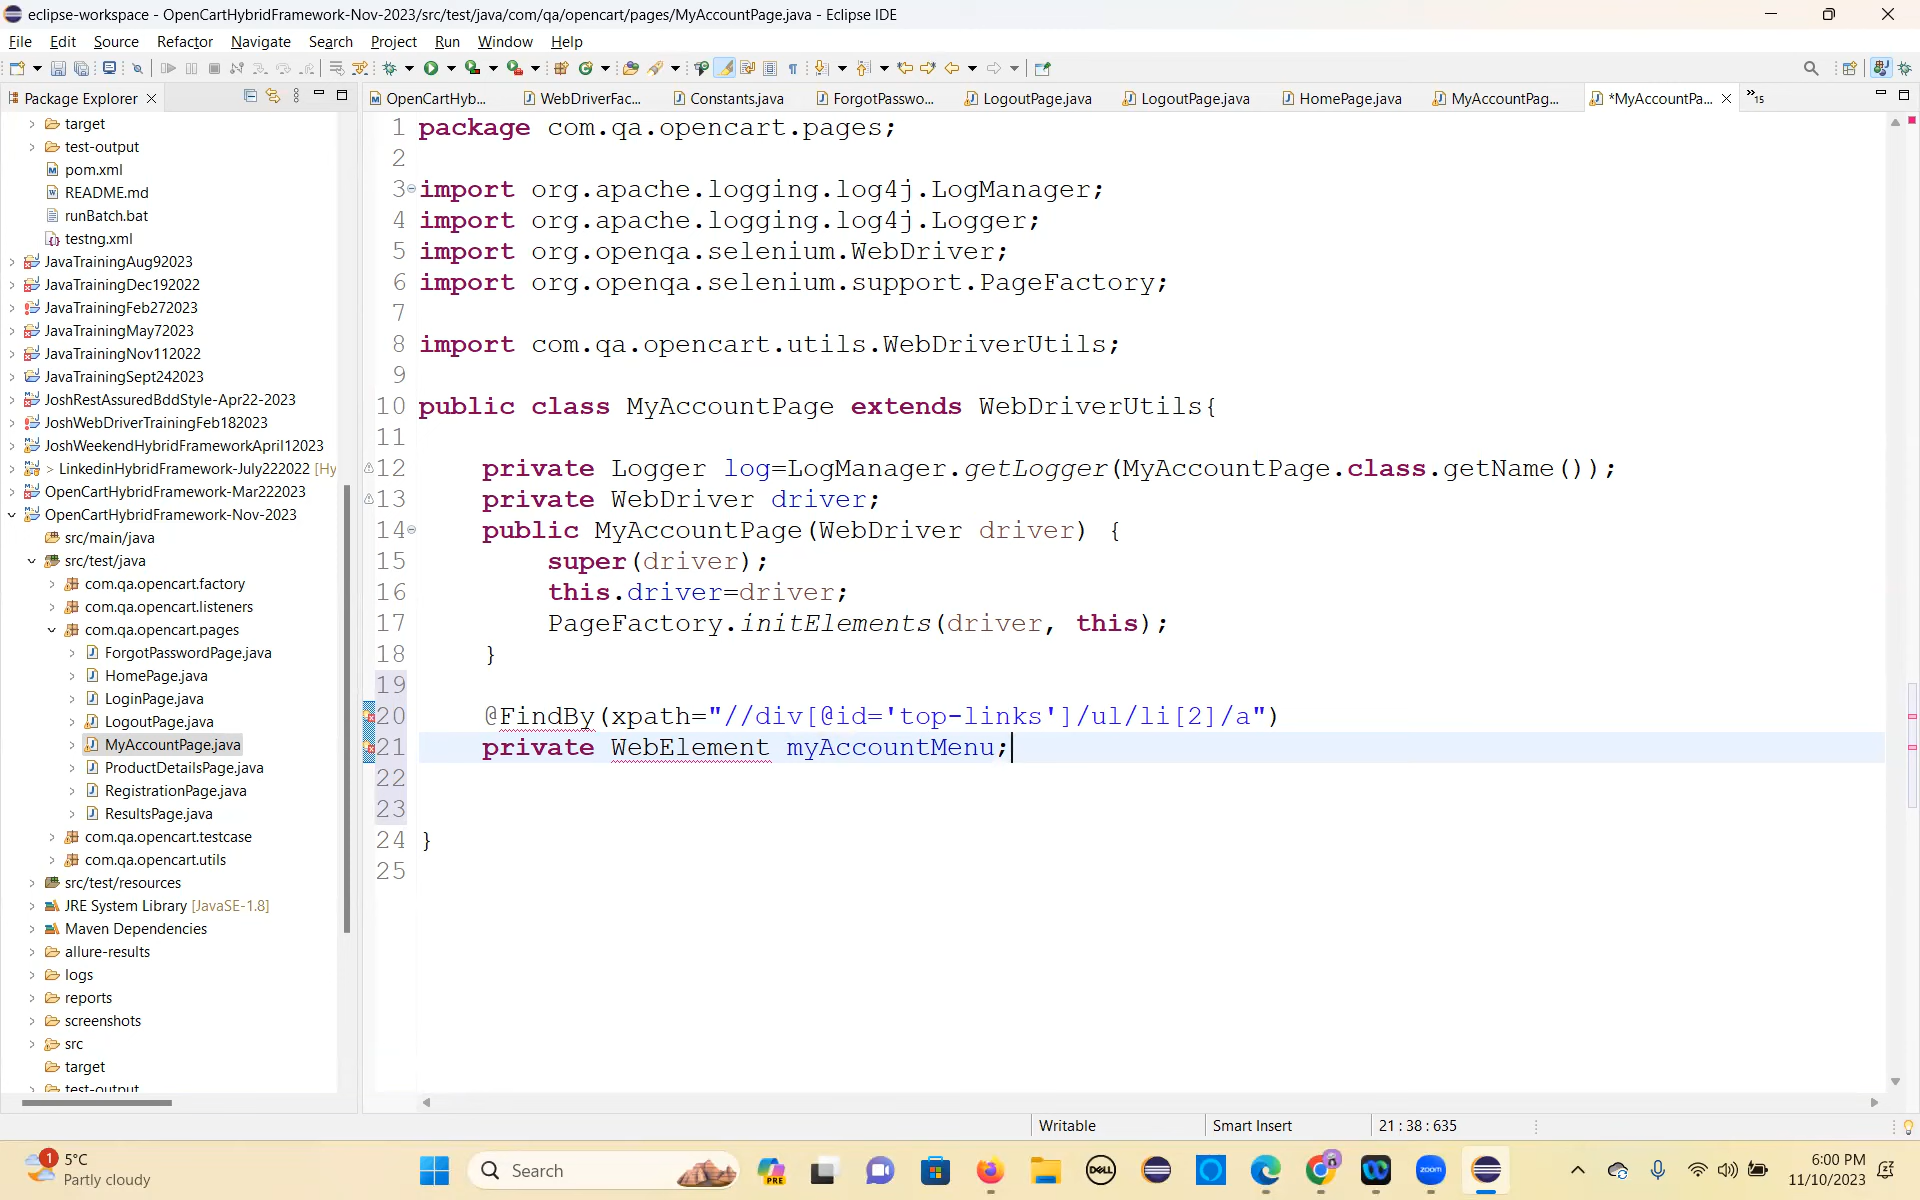 eclipse-workspace - OpenCartHybridFramework-Nov-2023/src/test/java/com/qa/opencart/pages/MyAccountPage.java - Eclipse IDE
File Edit Source Refactor Navigate Search Project Run Window Help
Package Explorer
OpenCartHyb... WebDriverFac... Constants.java ForgotPasswo... LogoutPage.java LogoutPage.java HomePage.java MyAccountPag... *MyAccountPa... »15
target
test-output
pom.xml
README.md
runBatch.bat
testng.xml
JavaTrainingAug92023
JavaTrainingDec192022
JavaTrainingFeb272023
JavaTrainingMay72023
JavaTrainingNov112022
JavaTrainingSept242023
JoshRestAssuredBddStyle-Apr22-2023
JoshWebDriverTrainingFeb182023
JoshWeekendHybridFrameworkApril12023
> LinkedinHybridFramework-July222022 [Hy
OpenCartHybridFramework-Mar222023
OpenCartHybridFramework-Nov-2023
src/main/java
src/test/java
com.qa.opencart.factory
com.qa.opencart.listeners
com.qa.opencart.pages
ForgotPasswordPage.java
HomePage.java
LoginPage.java
LogoutPage.java
MyAccountPage.java
ProductDetailsPage.java
RegistrationPage.java
ResultsPage.java
com.qa.opencart.testcase
com.qa.opencart.utils
src/test/resources
JRE System Library [JavaSE-1.8]
Maven Dependencies
allure-results
logs
reports
screenshots
src
target
test-output
1 package com.qa.opencart.pages;
2
3 import org.apache.logging.log4j.LogManager;
4 import org.apache.logging.log4j.Logger;
5 import org.openqa.selenium.WebDriver;
6 import org.openqa.selenium.support.PageFactory;
7
8 import com.qa.opencart.utils.WebDriverUtils;
9
10 public class MyAccountPage extends WebDriverUtils{
11
12 private Logger log=LogManager.getLogger(MyAccountPage.class.getName());
13 private WebDriver driver;
14 public MyAccountPage(WebDriver driver) {
15 super(driver);
16 this.driver=driver;
17 PageFactory.initElements(driver, this);
18 }
19
20 @FindBy(xpath="//div[@id='top-links']/ul/li[2]/a")
21 private WebElement myAccountMenu;
22
23
24 }
25
Writable Smart Insert 21 : 38 : 635
1
5°C
Partly cloudy
Search
PRE
DELL
zoom
6:00 PM
11/10/2023